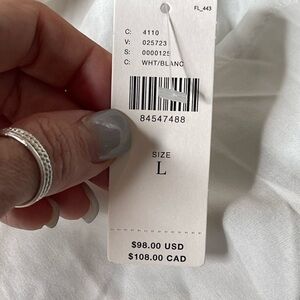 FL_443
C: 4110
V: 025723
S: 0000125
C: WHT/BLANC
84547488
SIZE
L
$98.00 USD
$108.00 CAD